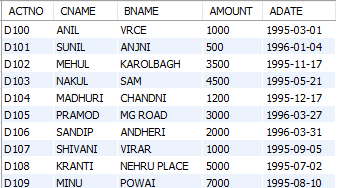 ACTNO CNAME BNAME AMOUNT ADATE
D100 ANIL VRCE 1000 1995-03-01
D101 SUNIL ANJNI 500 1996-01-04
D102 MEHUL KAROLBAGH 3500 1995-11-17
D103 NAKUL SAM 4500 1995-05-21
D104 MADHURI CHANDNI 1200 1995-12-17
D105 PRAMOD MG ROAD 3000 1996-03-27
D106 SANDIP ANDHERI 2000 1996-03-31
D107 SHIVANI VIRAR 1000 1995-09-05
D108 KRANTI NEHRU PLACE 5000 1995-07-02
D109 MINU POWAI 7000 1995-08-10